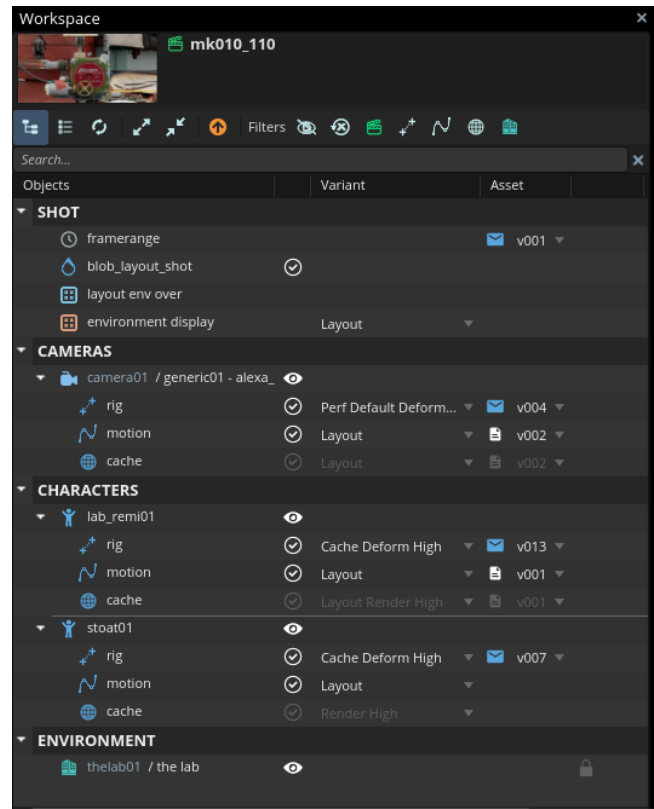 Workspace
mk010_110
Filters
Search...
Objects Variant Asset
SHOT
framerange v001
blob_layout_shot
layout env over
environment display Layout
CAMERAS
camera01 / generic01 - alexa_
rig Perf Default Deform... v004
motion Layout v002
cache Layout v002
CHARACTERS
lab_remi01
rig Cache Deform High v013
motion Layout v001
cache Layout Render High v001
stoat01
rig Cache Deform High v007
motion Layout
cache Render High
ENVIRONMENT
thelab01 / the lab